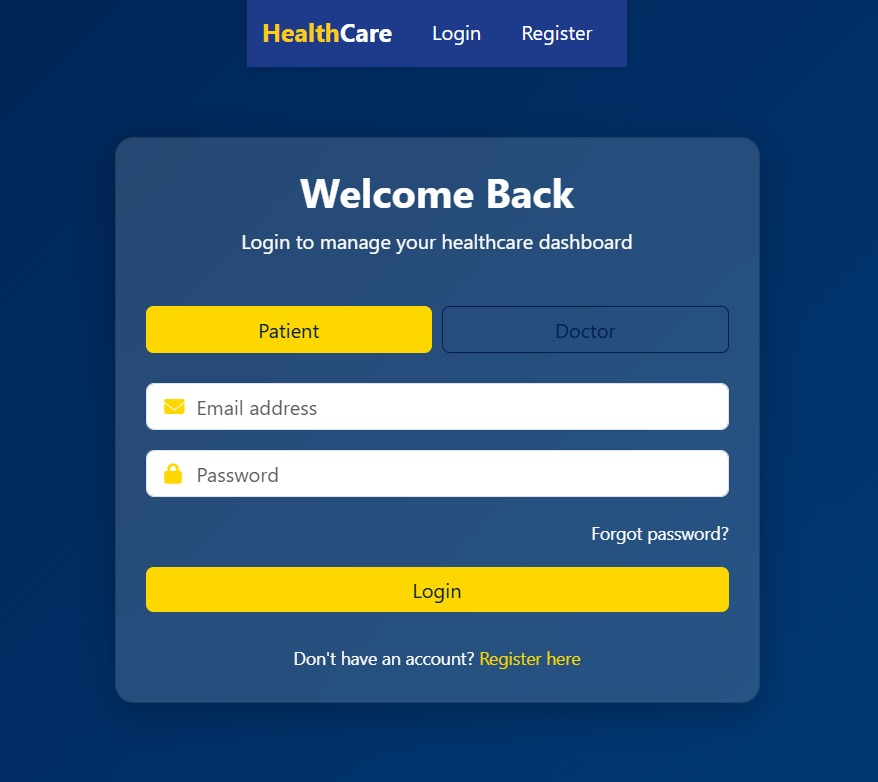 HealthCare Login Register
Welcome Back
Login to manage your healthcare dashboard
Patient Doctor
Email address
Password
Forgot password?
Login
Don't have an account? Register here